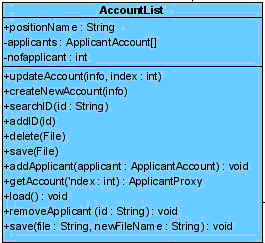 AccountList
+positionName : String
-applicants : ApplicantAccount[]
-nofapplicant : int
+updateAccount(info, index : int)
+createNewAccount(info)
+searchID(id : String)
+addID(id)
+delete(File)
+save(File)
+addApplicant(applicant : ApplicantAccount) : void
+getAccount('ndex : int) : ApplicantProxy
+load() : void
+removeApplicant (id : String) : void
+save(file : String, newFileName : String) : void